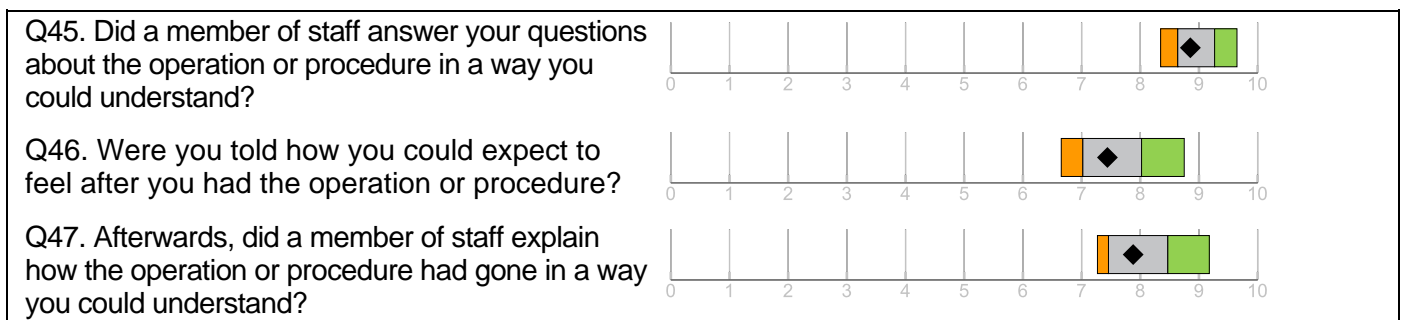 Q45. Did a member of staff answer your questions
about the operation or procedure in a way you
could understand?
0 1 2 3 4 5 6 7 8 9 10
Q46. Were you told how you could expect to
feel after you had the operation or procedure?
0 1 2 3 4 5 6 7 8 9 10
Q47. Afterwards, did a member of staff explain
how the operation or procedure had gone in a way
you could understand?
0 1 2 3 4 5 6 7 8 9 10